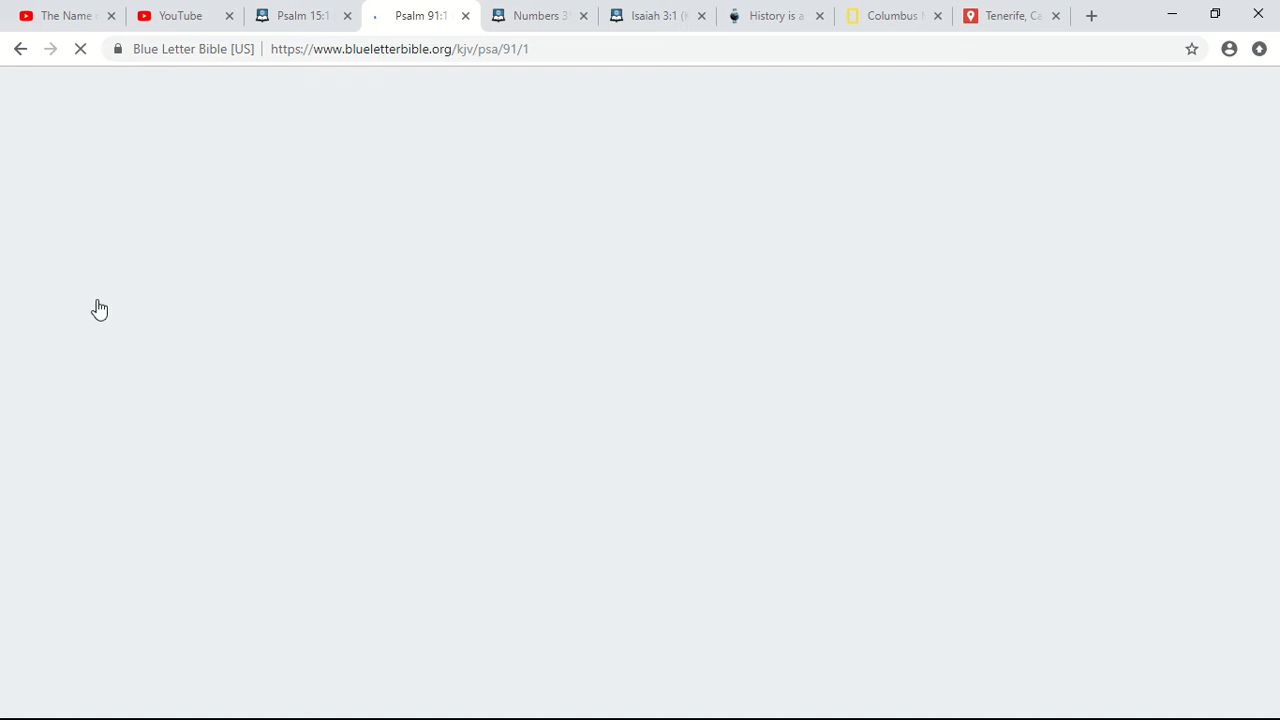 The Name
YouTube
Psalm 15:1
Psalm 91:1
Numbers 3
Isaiah 3:1 (
History is a
Columbus
Tenerife, Ca
Blue Letter Bible [US] | https://www.blueletterbible.org/kjv/psa/91/1